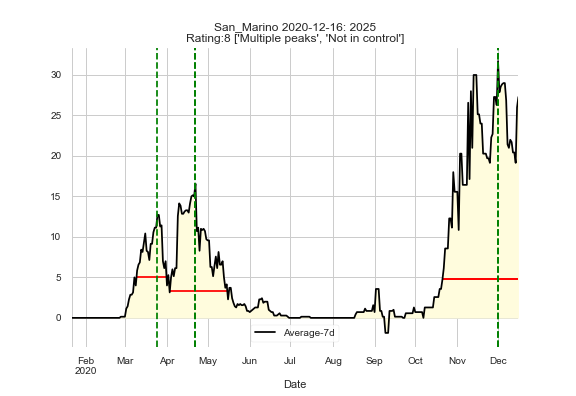 San_Marino 2020-12-16: 2025
Rating:8 ['Multiple peaks', 'Not in control']
30
25
20
15
10
5
0
Average-7d
Feb Mar Apr May Jun Jul Aug Sep Oct Nov Dec
2020
Date